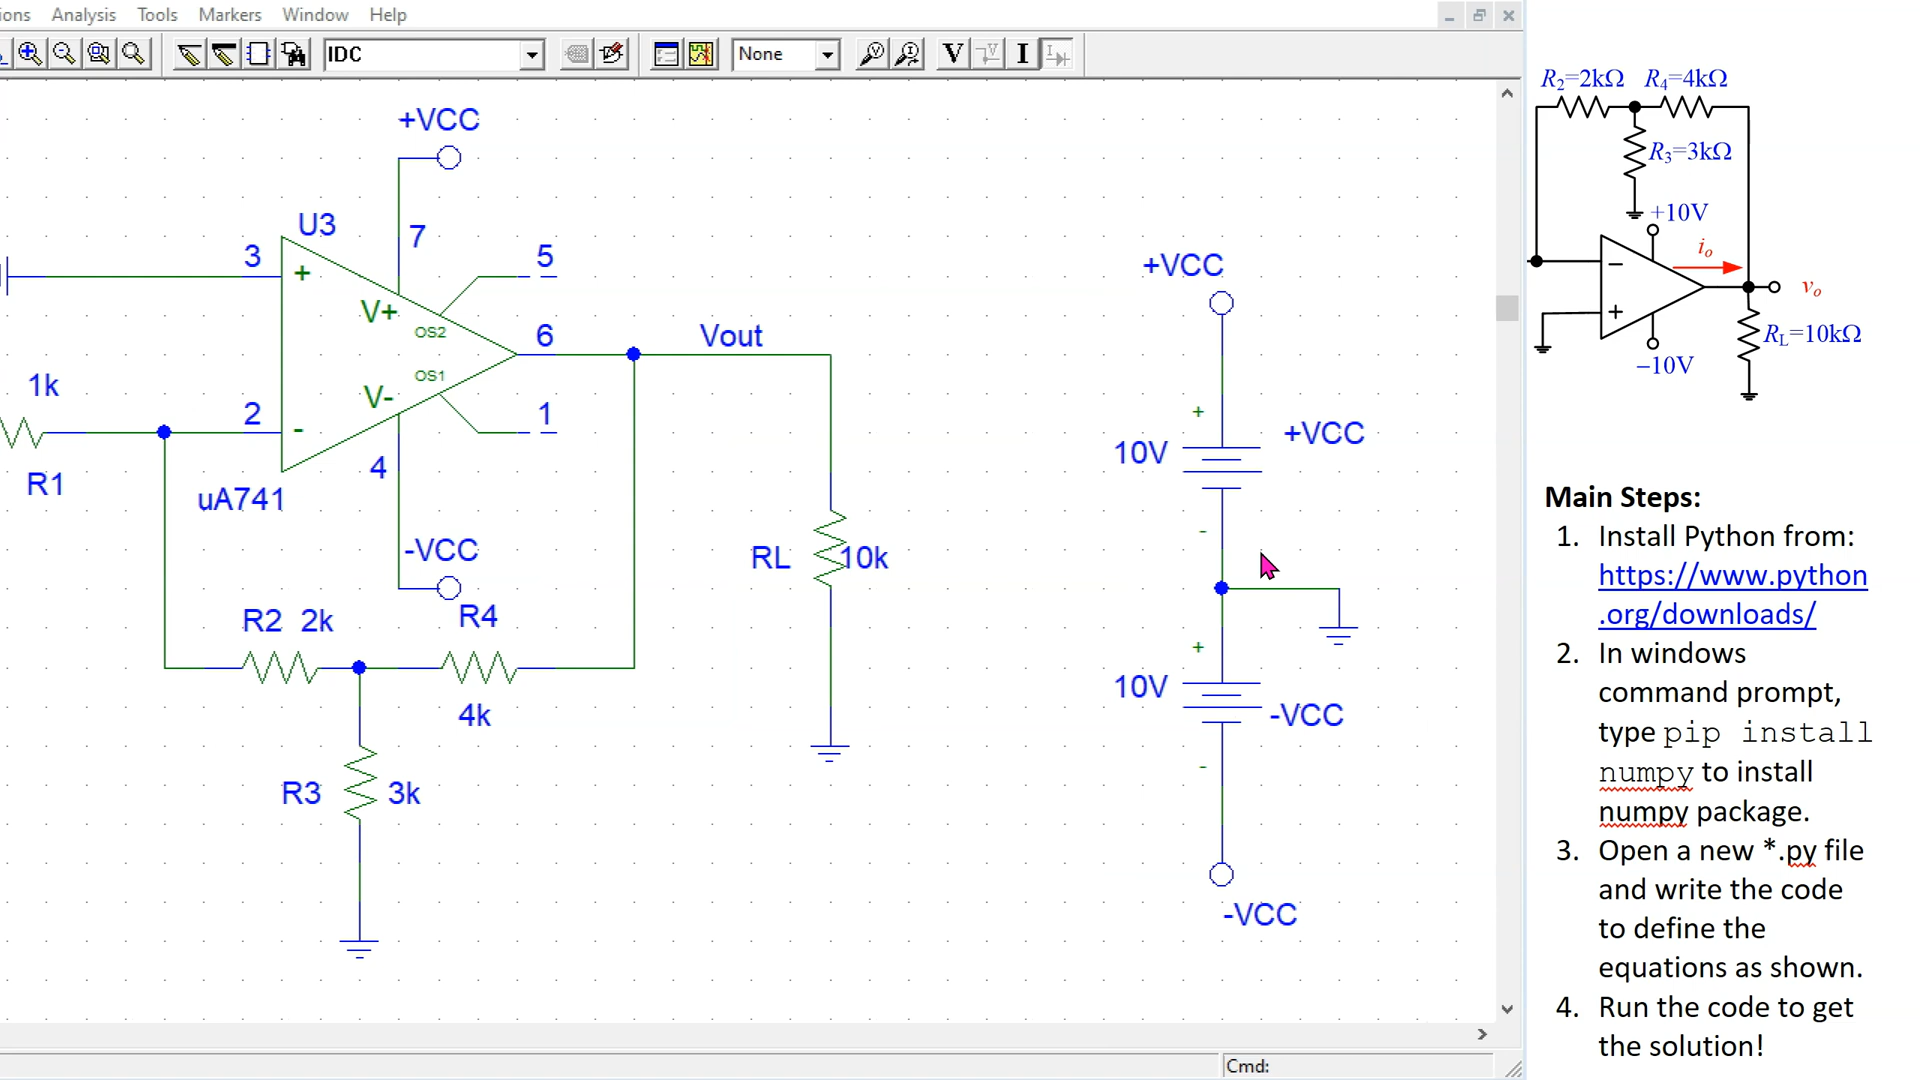 ions Analysis Tools Markers Window Help
IDC
None
V
I
+VCC
U3
7
3
+
5
V+
OS2
6
Vout
OS1
1k
V-
2
-
1
R1
4
uA741
-VCC
RL
10k
R2 2k
R4
4k
R3
3k
+VCC
+
10V
+VCC
-
+
10V
-VCC
-
-VCC
Cmd:
R2=2kΩ R4=4kΩ
R3=3kΩ
+10V
io
−
vo
+
RL=10kΩ
−10V
Main Steps:
1. Install Python from:
https://www.python
.org/downloads/
2. In windows
command prompt,
type pip install
numpy to install
numpy package.
3. Open a new *.py file
and write the code
to define the
equations as shown.
4. Run the code to get
the solution!